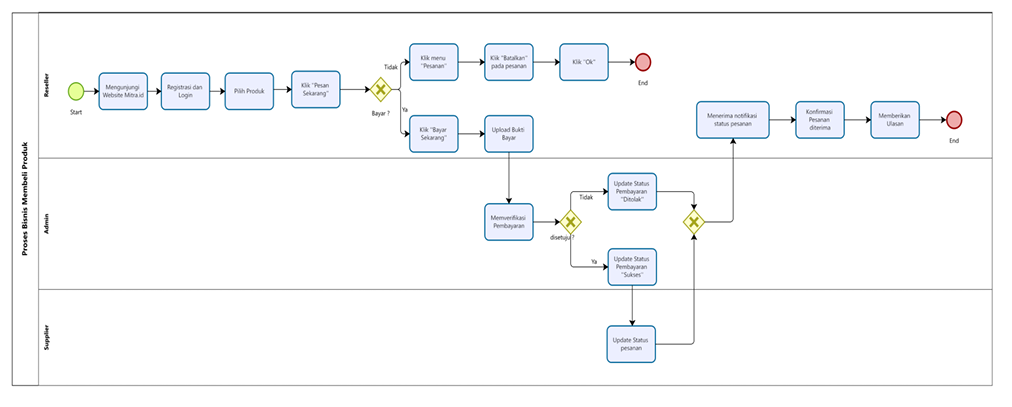 Proses Bisnis Membeli Produk
Reseller
Start
Mengunjungi
Website Mitra.id
Registrasi dan
Login
Pilih Produk
Klik "Pesan
Sekarang"
Bayar ?
Tidak
Klik menu
"Pesanan"
Klik "Batalkan"
pada pesanan
Klik "Ok"
End
Ya
Klik "Bayar
Sekarang"
Upload Bukti
Bayar
Menerima notifikasi
status pesanan
Konfirmasi
Pesanan
diterima
Memberikan
Ulasan
End
Admin
Memverifikasi
Pembayaran
disetujui ?
Tidak
Update Status
Pembayaran
"Ditolak"
Ya
Update Status
Pembayaran
"Sukses"
Supplier
Update Status
pesanan